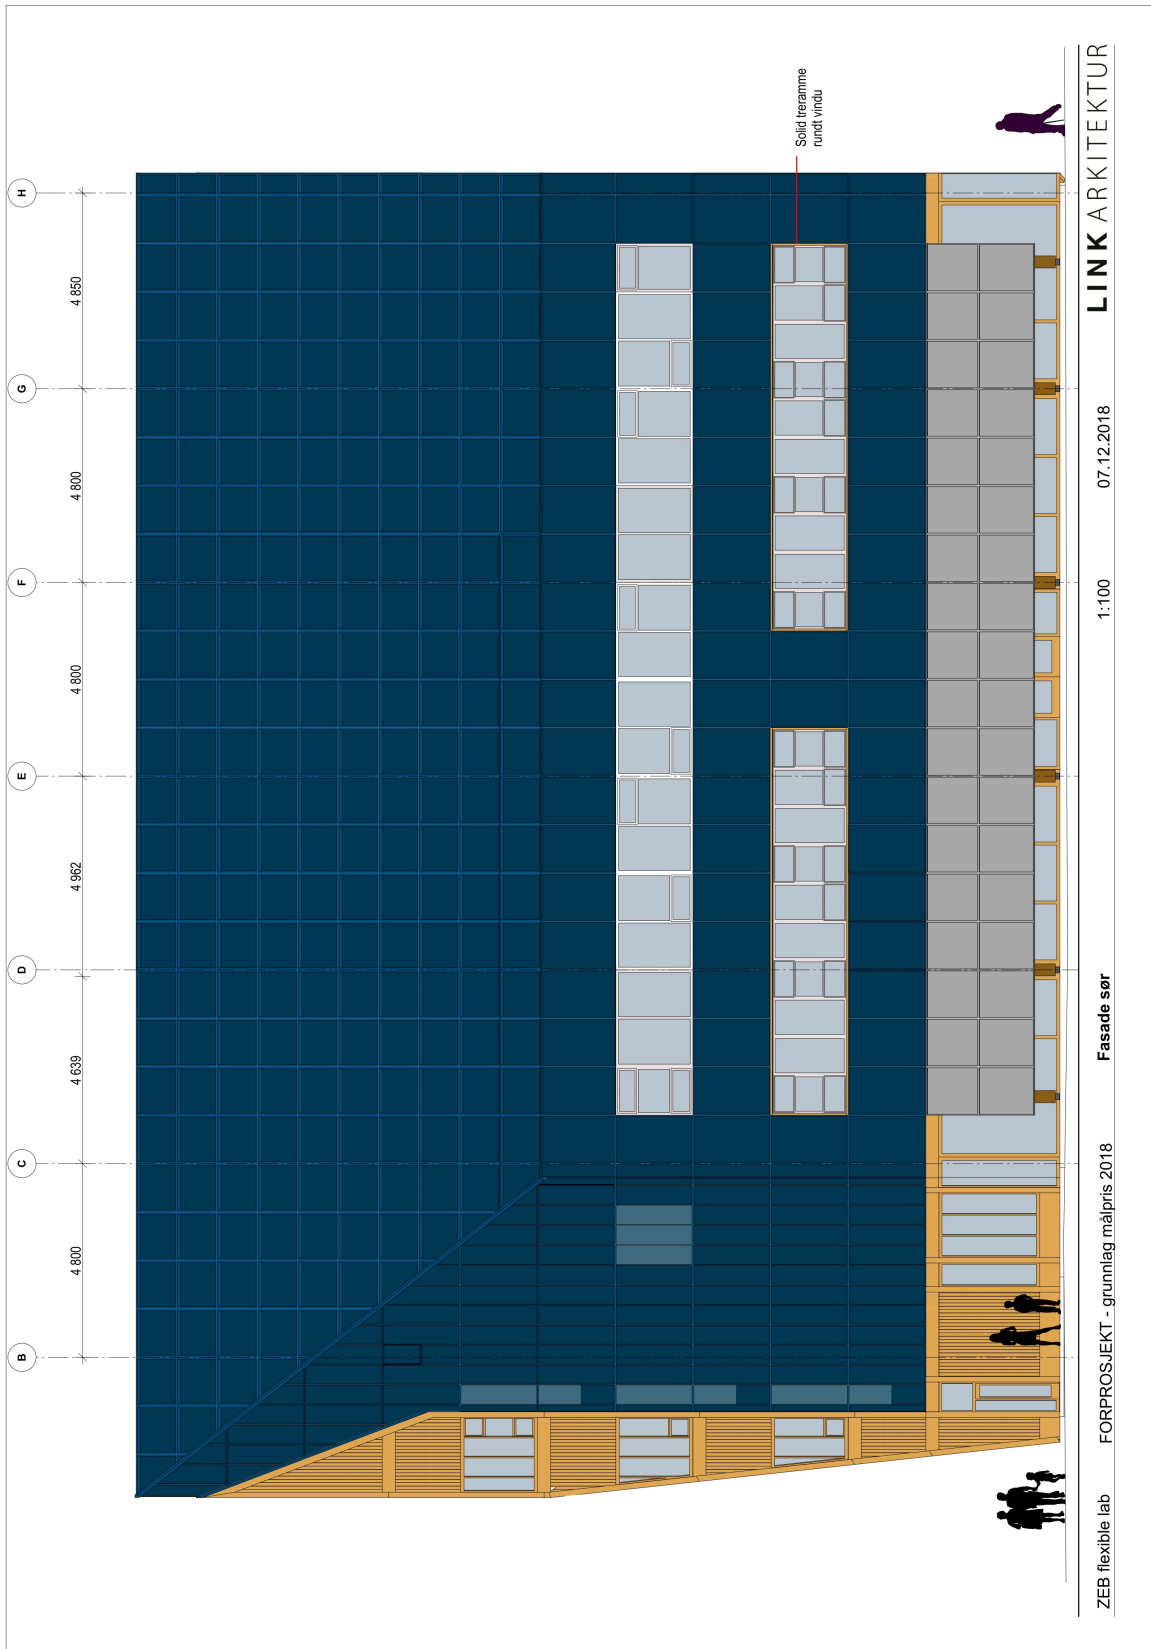 B
C
D
E
F
G
H
4 800
4 639
4 962
4 800
4 800
4 850
Solid treramme
rundt vindu
ZEB flexible lab
FORPROSJEKT - grunnlag målpris 2018
Fasade sør
1:100
07.12.2018
LINK ARKITEKTUR